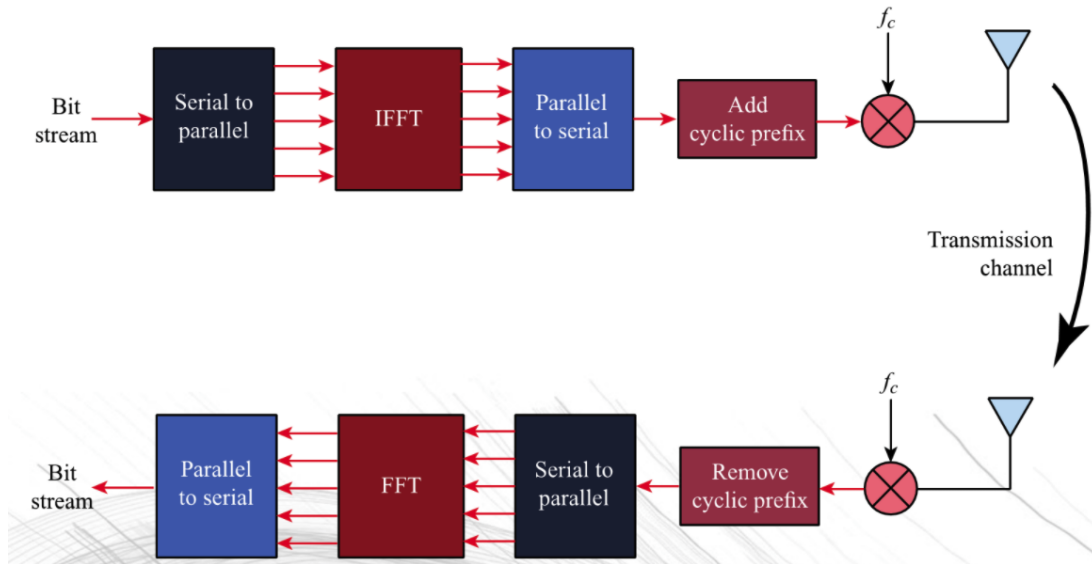 f_c
Bit
stream
Serial to
parallel
IFFT
Parallel
to serial
Add
cyclic prefix
Transmission
channel
f_c
Bit
stream
Parallel
to serial
FFT
Serial to
parallel
Remove
cyclic prefix